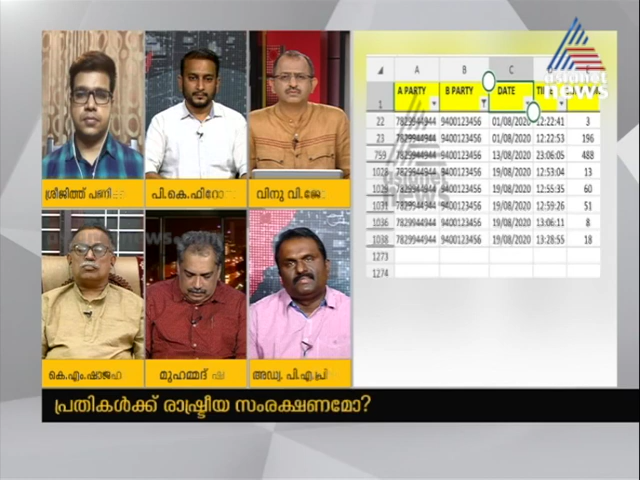 asianet
news
ശ്രീജിത്ത് പണി
പി.കെ.ഫിറോ
വിനു വി.ജോ
കെ.എം.ഷാജഹ
മുഹമ്മദ്
അഡ്വ. പി.എ.പ്രി
A B C
A PARTY B PARTY DATE
1
22 7829944944 9400123456 01/08/2020 12:22:41 3
23 7829944944 9400123456 01/08/2020 12:22:53 196
759 7829944944 9400123456 13/08/2020 23:06:05 488
1028 7829944944 9400123456 19/08/2020 12:53:04 13
7829944944 9400123456 19/08/2020 12:55:35 60
7829944944 9400123456 19/08/2020 12:59:26 51
1036 7829944944 9400123456 19/08/2020 13:06:11 8
1038 7829944944 9400123456 19/08/2020 13:28:55 18
1273
1274
പ്രതികൾക്ക് രാഷ്ട്രീയ സംരക്ഷണമോ?